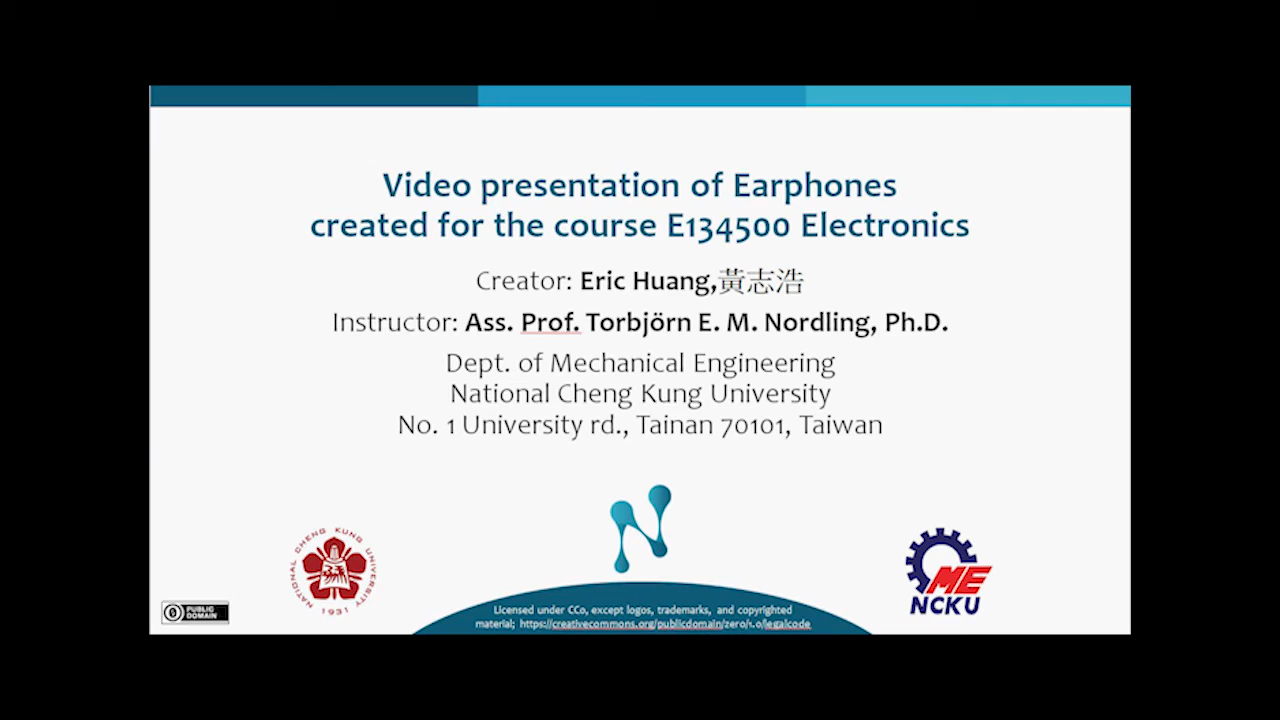 Video presentation of Earphones
created for the course E134500 Electronics
Creator: Eric Huang,黃志浩
Instructor: Ass. Prof. Torbjörn E. M. Nordling, Ph.D.
Dept. of Mechanical Engineering
National Cheng Kung University
No. 1 University rd., Tainan 70101, Taiwan
NATIONAL CHENG KUNG UNIVERSITY
1931
ME
NCKU
PUBLIC
DOMAIN
Licensed under CC0, except logos, trademarks, and copyrighted
material; https://creativecommons.org/publicdomain/zero/1.0/legalcode